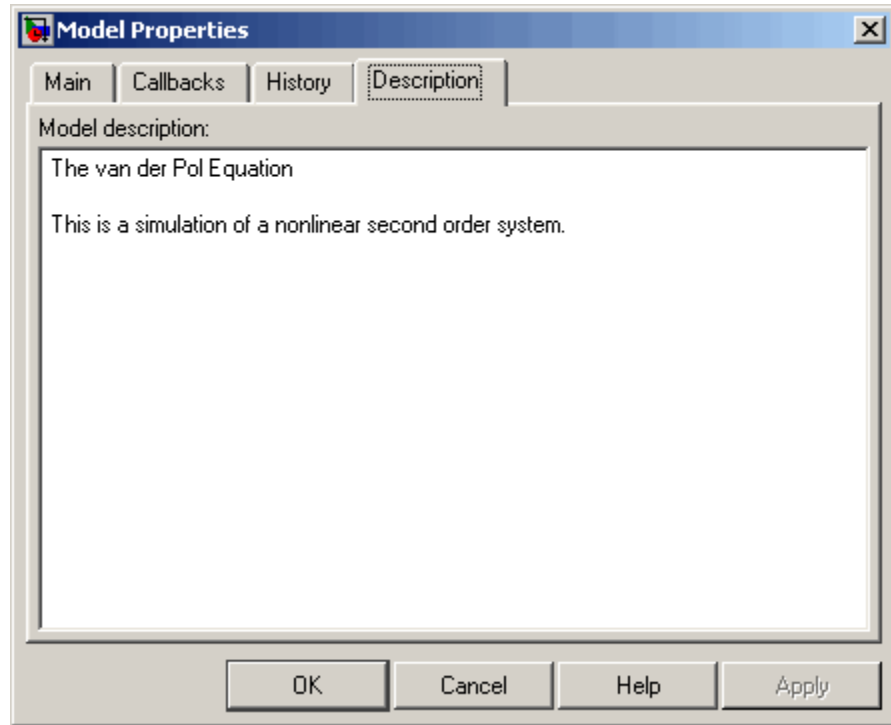 Model Properties
Main Callbacks History Description
Model description:
The van der Pol Equation
This is a simulation of a nonlinear second order system.
OK Cancel Help Apply